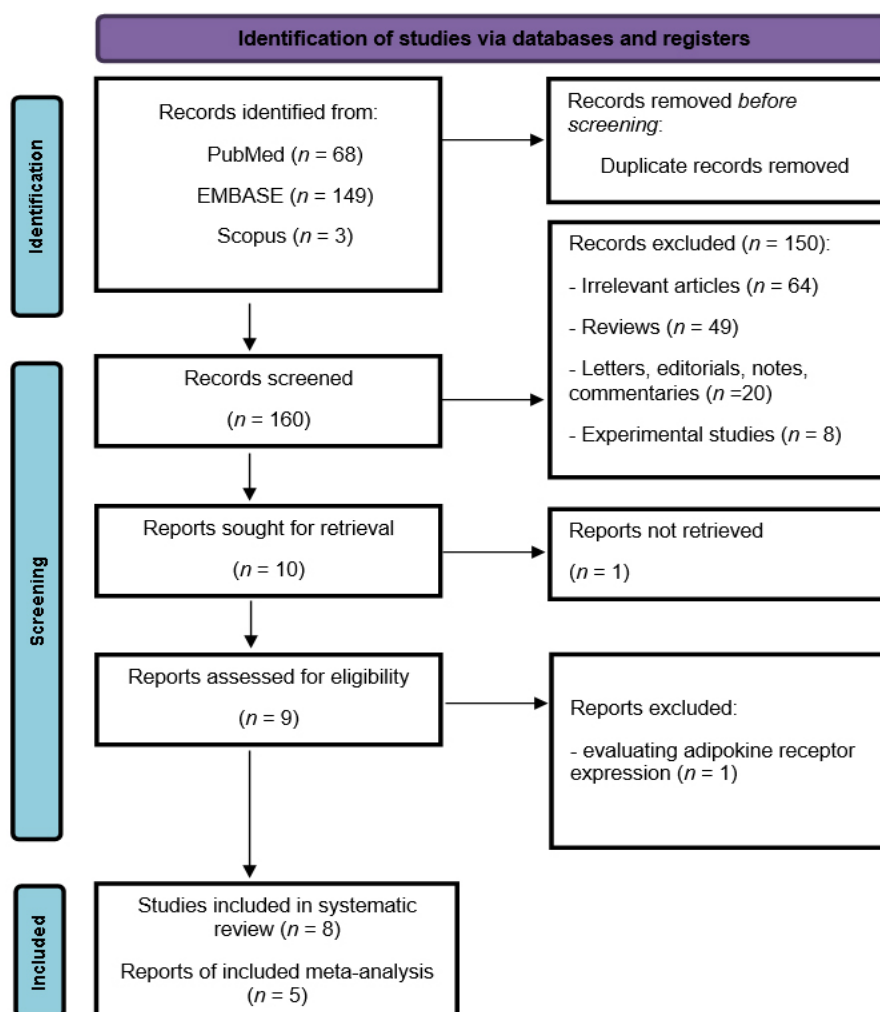 Identification of studies via databases and registers
Identification
Records identified from:
PubMed (n = 68)
EMBASE (n = 149)
Scopus (n = 3)
Records removed before
screening:
Duplicate records removed
Screening
Records screened
(n = 160)
Records excluded (n = 150):
- Irrelevant articles (n = 64)
- Reviews (n = 49)
- Letters, editorials, notes,
commentaries (n =20)
- Experimental studies (n = 8)
Reports sought for retrieval
(n = 10)
Reports not retrieved
(n = 1)
Reports assessed for eligibility
(n = 9)
Reports excluded:
- evaluating adipokine receptor
expression (n = 1)
Included
Studies included in systematic
review (n = 8)
Reports of included meta-analysis
(n = 5)